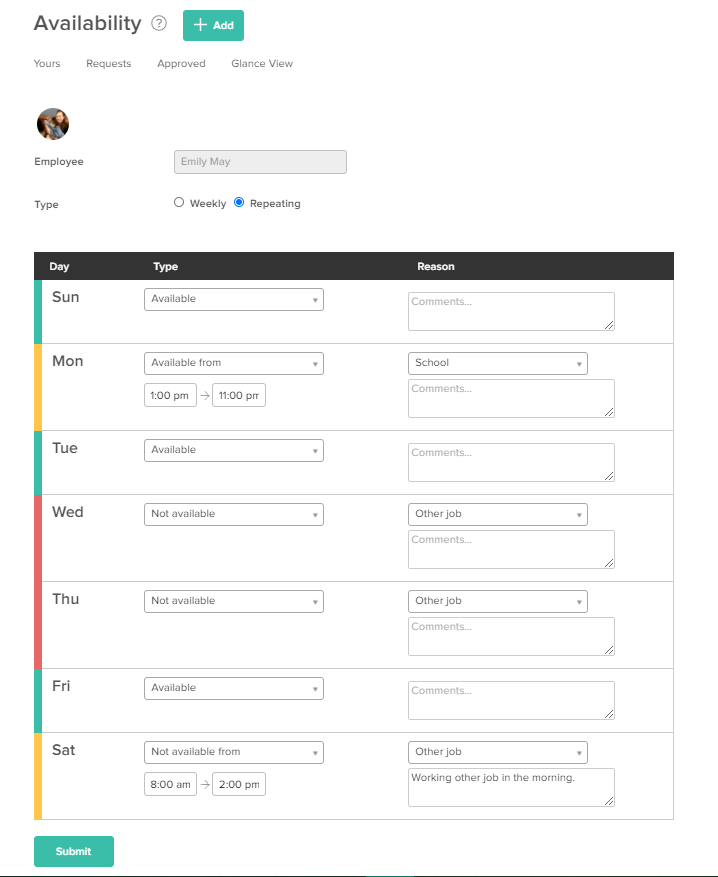 Availability ? + Add
Yours Requests Approved Glance View
Employee Emily May
Type Weekly Repeating
Day Type Reason
Sun Available Comments...
Mon Available from School
1:00 pm → 11:00 pm Comments...
Tue Available Comments...
Wed Not available Other job
Comments...
Thu Not available Other job
Comments...
Fri Available Comments...
Sat Not available from Other job
8:00 am → 2:00 pm Working other job in the morning.
Submit